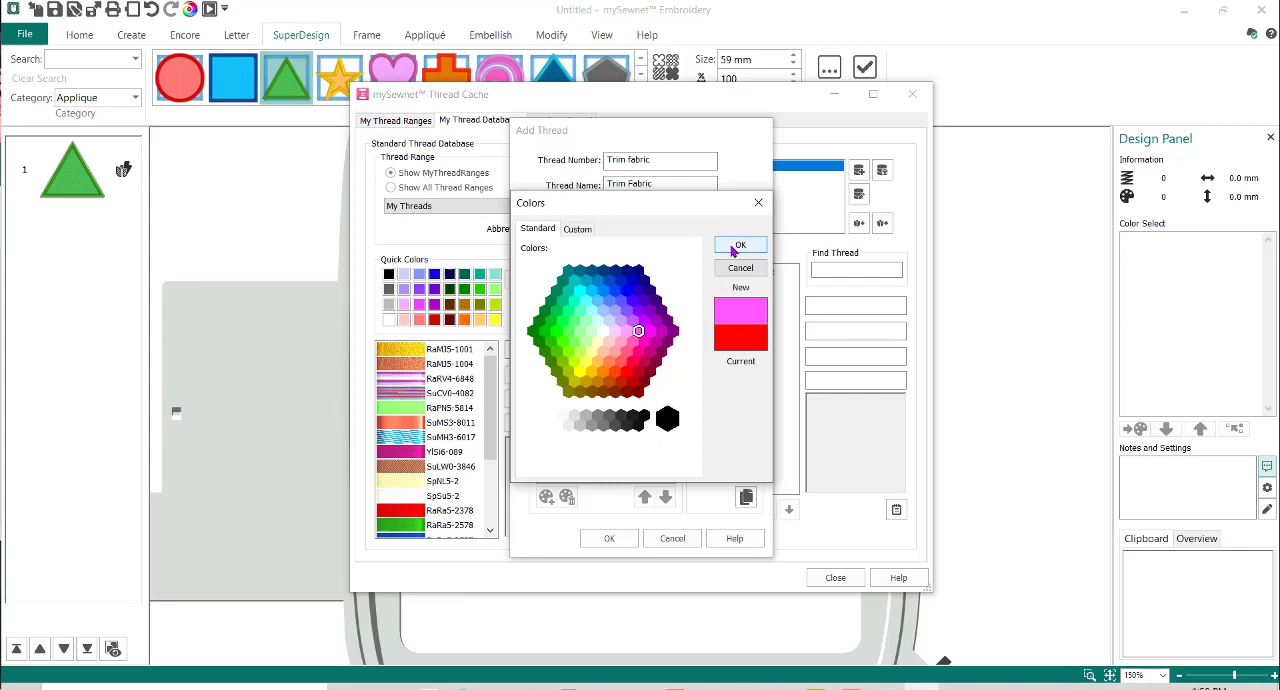 Untitled - mySewnet™ Embroidery
File Home Create Encore Letter SuperDesign Frame Appliqué Embellish Modify View Help
Search:
Clear Search
Category: Applique
Category
Size: 59 mm
% 100
1
mySewnet™ Thread Cache
My Thread Ranges My Thread Databa
Standard Thread Database
Thread Range
Show MyThreadRanges
Show All Thread Ranges
My Threads
Abbre
Quick Colors
RaMJ5-1001
RaMJ5-1004
RaRV4-6848
SuCV0-4082
RaPN5-5814
SuMS3-8011
SuMH3-6017
YlSi6-089
SuLW0-3846
SpNL5-2
SpSu5-2
RaRa5-2378
RaRa5-2578
Find Thread
Close Help
Add Thread
Thread Number: Trim fabric
Thread Name: Trim Fabric
OK Cancel Help
Colors
Standard Custom
Colors:
OK
Cancel
New
Current
Design Panel
Information
0 0.0 mm
0 0.0 mm
Color Select
Notes and Settings
Clipboard Overview
150%